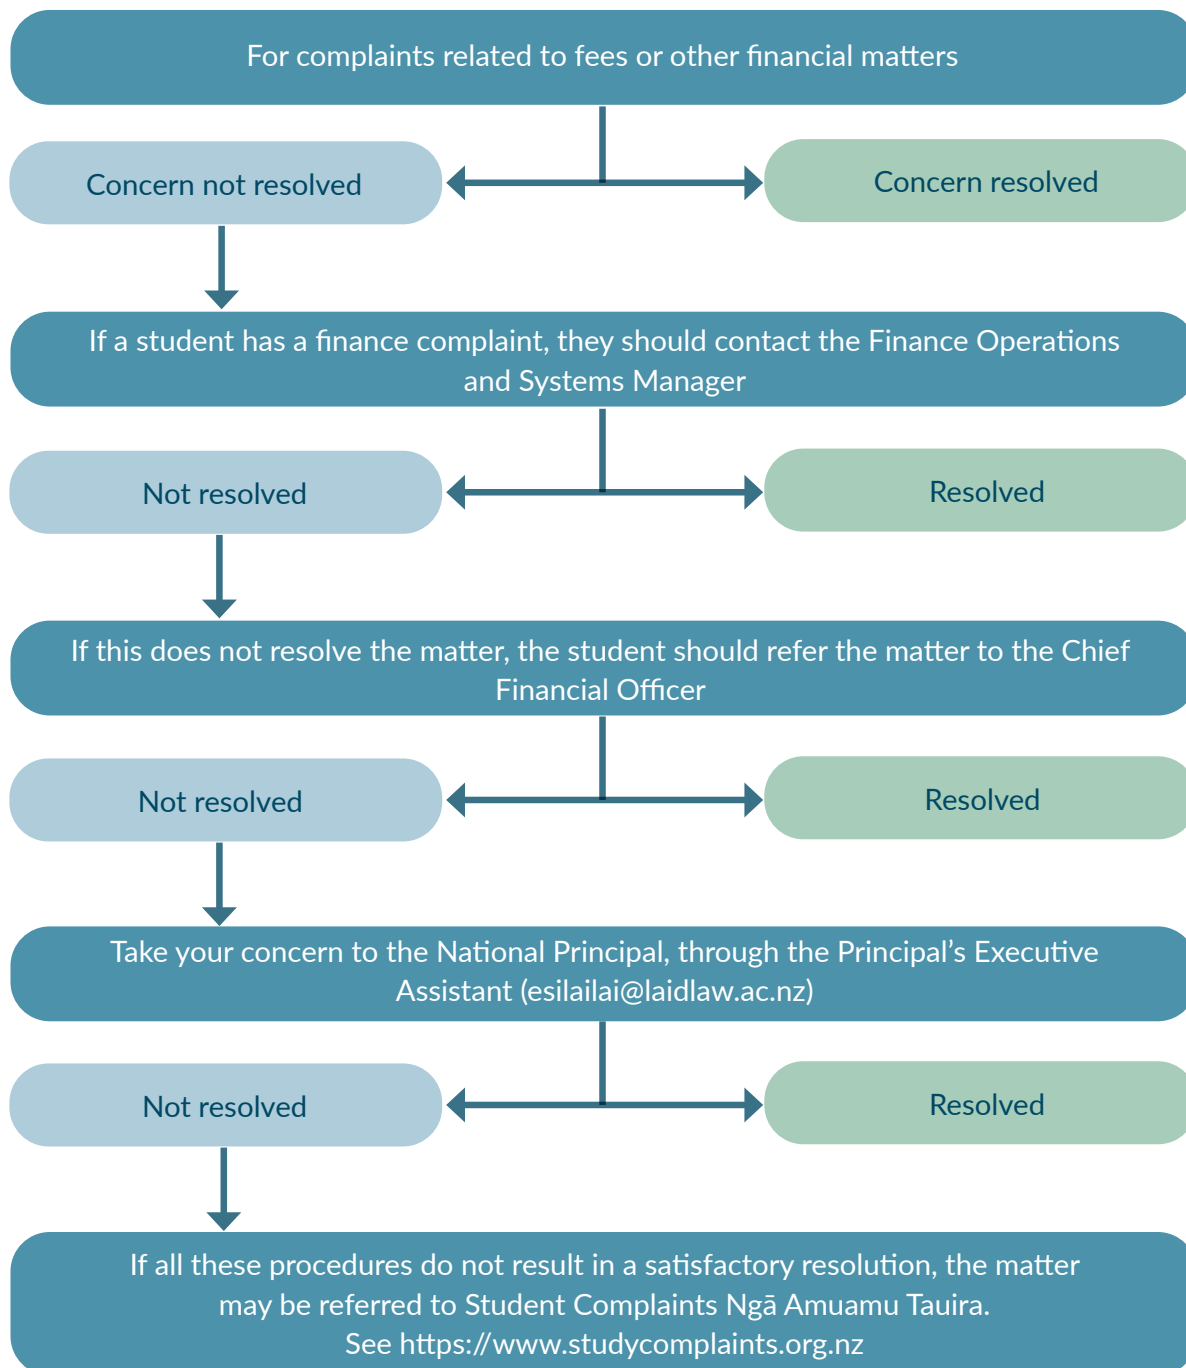 For complaints related to fees or other financial matters
Concern not resolved
Concern resolved
If a student has a finance complaint, they should contact the Finance Operations
and Systems Manager
Not resolved
Resolved
If this does not resolve the matter, the student should refer the matter to the Chief
Financial Officer
Not resolved
Resolved
Take your concern to the National Principal, through the Principal’s Executive
Assistant (esilailai@laidlaw.ac.nz)
Not resolved
Resolved
If all these procedures do not result in a satisfactory resolution, the matter
may be referred to Student Complaints Ngā Amuamu Tauira.
See https://www.studycomplaints.org.nz